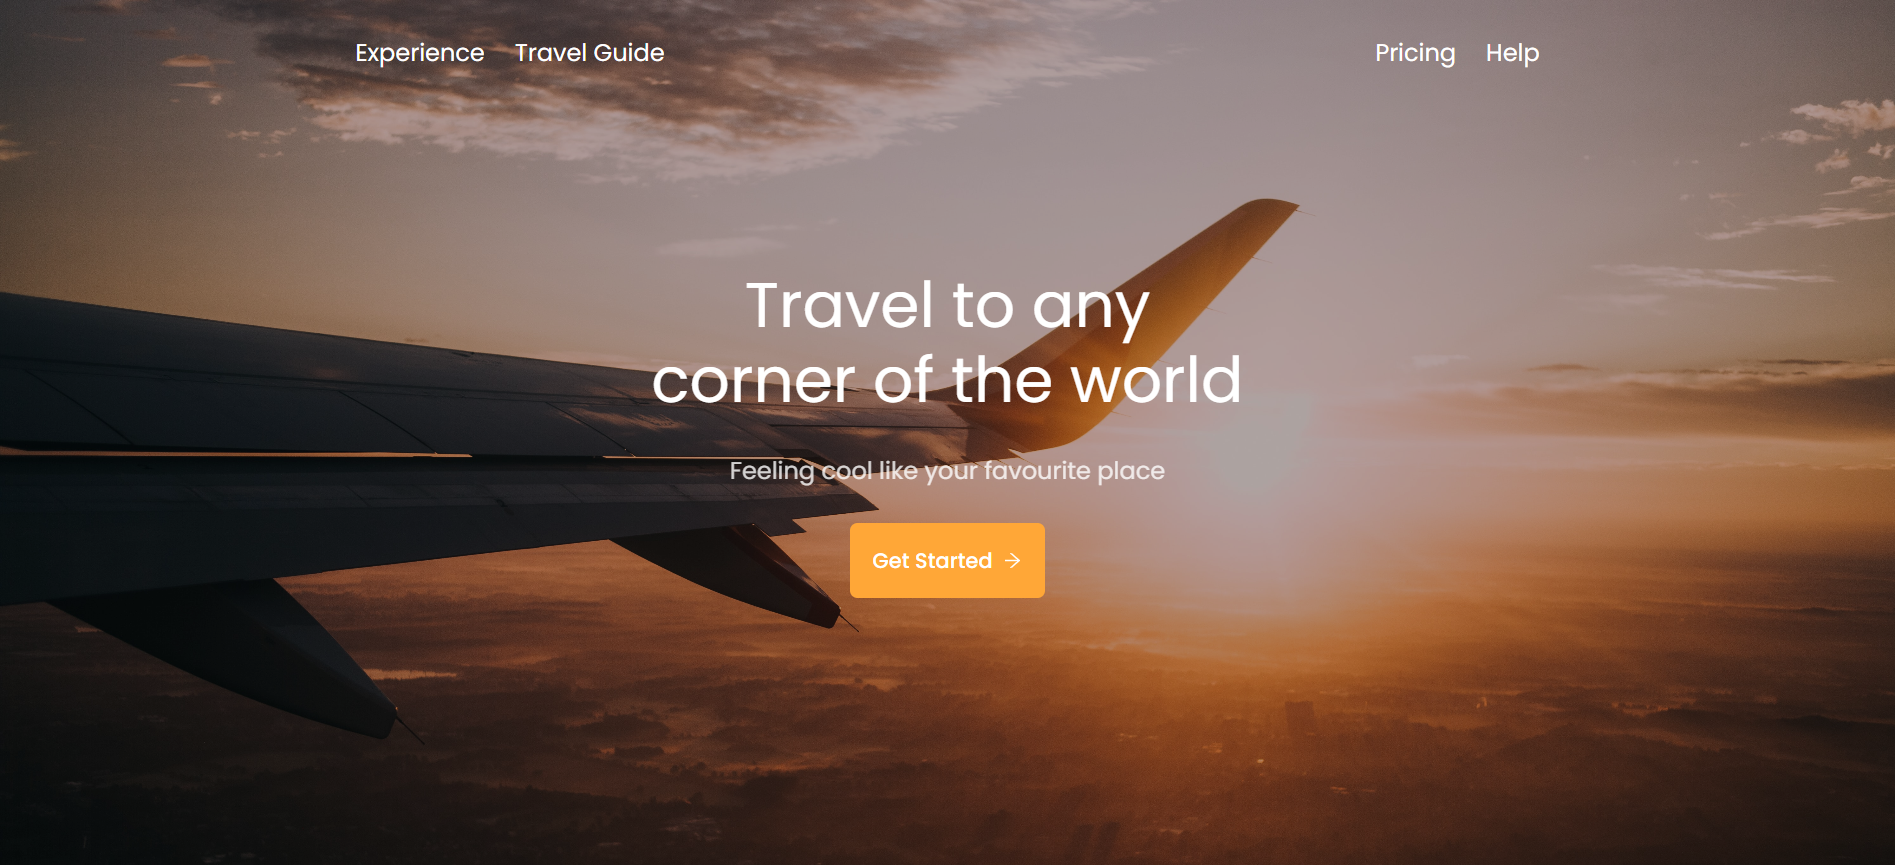 Experience Travel Guide Pricing Help
Travel to any
corner of the world
Feeling cool like your favourite place
Get Started →